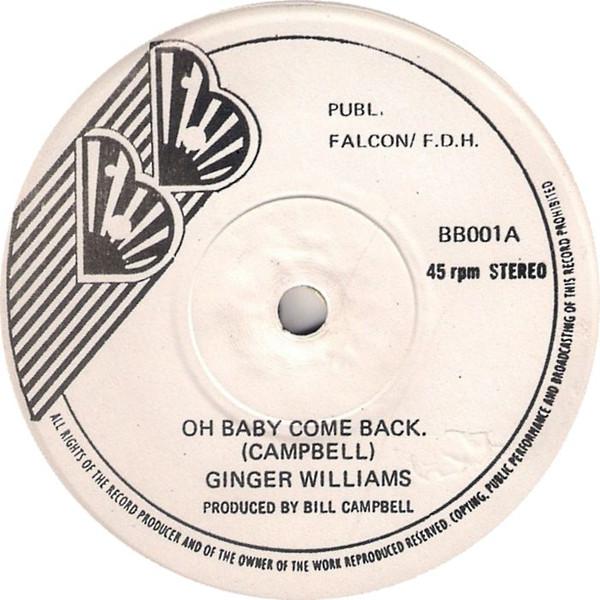 PUBL.
FALCON/ F.D.H.
BB001A
45 rpm STEREO
OH BABY COME BACK.
(CAMPBELL)
GINGER WILLIAMS
PRODUCED BY BILL CAMPBELL
ALL RIGHTS OF THE RECORD PRODUCER AND OF THE OWNER OF THE WORK REPRODUCED RESERVED. COPTING, PUBLIC PERFORMANCE AND BROADCASTING OF THIS RECORD PROHIBITED